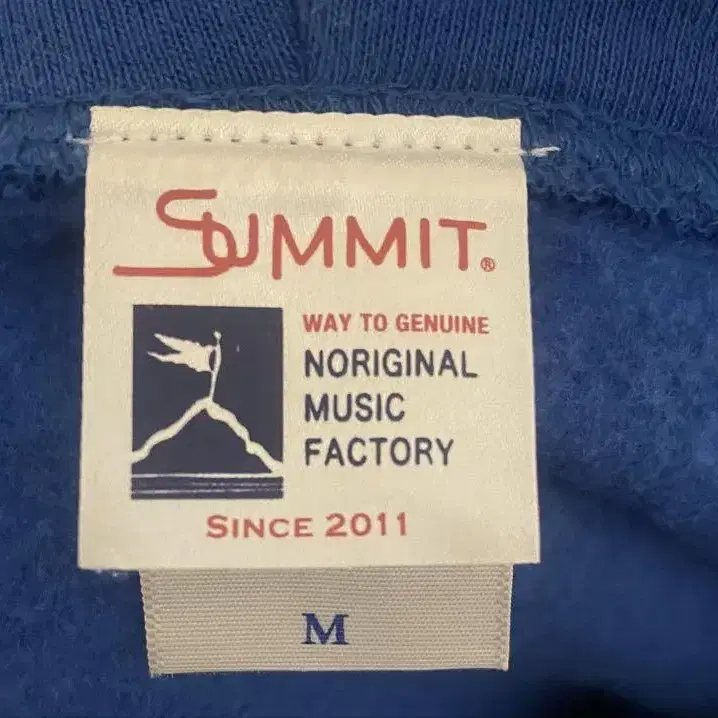 SUMMIT®
WAY TO GENUINE
NORIGINAL
MUSIC
FACTORY
SINCE 2011
M